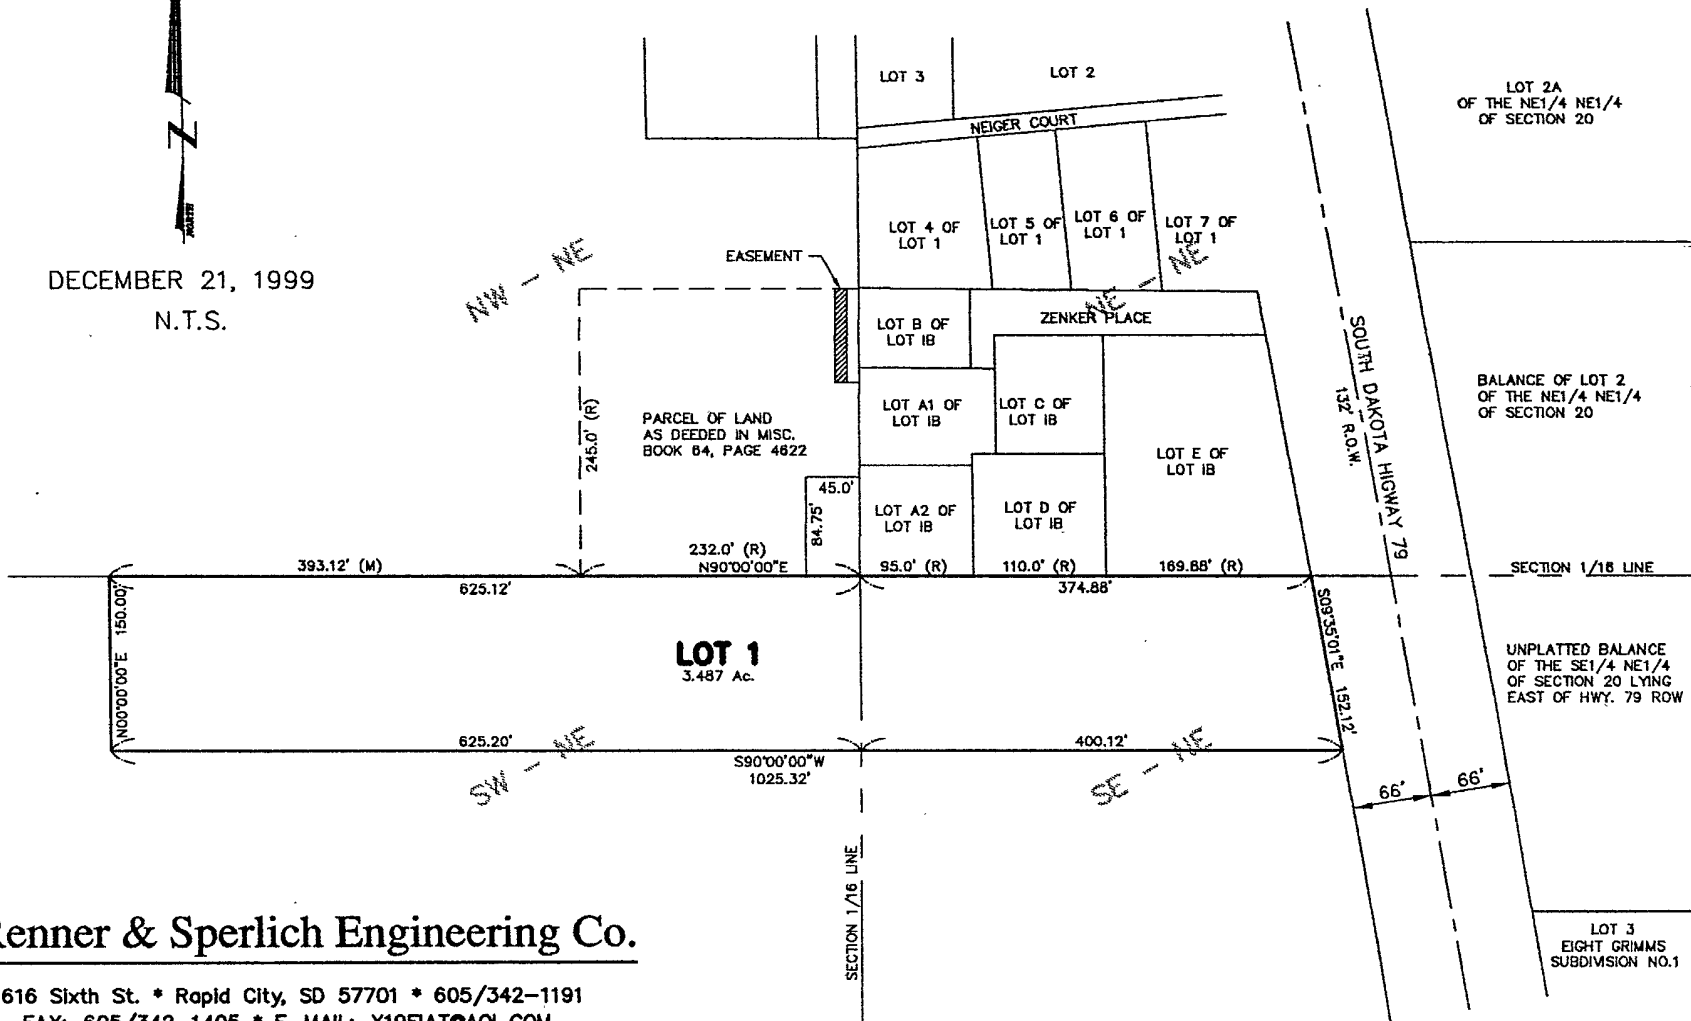 NORTH
DECEMBER 21, 1999
N.T.S.
LOT 3
LOT 2
NEIGER COURT
LOT 2A
OF THE NE1/4 NE1/4
OF SECTION 20
LOT 4 OF
LOT 1
LOT 5 OF
LOT 1
LOT 6 OF
LOT 1
LOT 7 OF
LOT 1
EASEMENT
NW - NE
NE - NE
LOT B OF
LOT IB
ZENKER PLACE
SOUTH DAKOTA HIGWAY 79
132' R.O.W.
BALANCE OF LOT 2
OF THE NE1/4 NE1/4
OF SECTION 20
245.0' (R)
PARCEL OF LAND
AS DEEDED IN MISC.
BOOK 64, PAGE 4622
LOT A1 OF
LOT IB
LOT C OF
LOT IB
LOT E OF
LOT IB
45.0'
84.75'
LOT A2 OF
LOT IB
LOT D OF
LOT IB
393.12' (M)
232.0' (R)
N90°00'00"E
95.0' (R)
110.0' (R)
169.88' (R)
SECTION 1/16 LINE
625.12'
374.88'
N00°00'00"E 150.00'
LOT 1
3.487 Ac.
S09°35'01"E 152.12'
UNPLATTED BALANCE
OF THE SE1/4 NE1/4
OF SECTION 20 LYING
EAST OF HWY. 79 ROW
625.20'
400.12'
S90°00'00"W
1025.32'
SW - NE
SE - NE
66'
66'
SECTION 1/16 LINE
enner & Sperlich Engineering Co.
616 Sixth St. * Rapid City, SD 57701 * 605/342-1191
FAX: 605/342-1405 * E-MAIL: X19FIAT@AOL.COM
LOT 3
EIGHT GRIMMS
SUBDIVISION NO.1